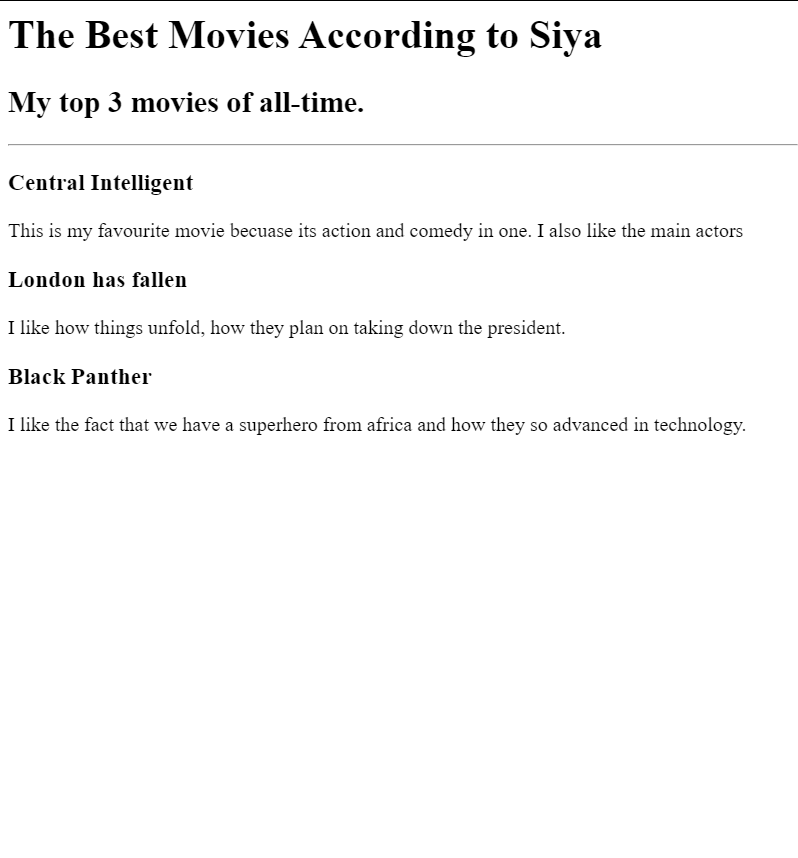 The Best Movies According to Siya
My top 3 movies of all-time.
Central Intelligent
This is my favourite movie becuase its action and comedy in one. I also like the main actors
London has fallen
I like how things unfold, how they plan on taking down the president.
Black Panther
I like the fact that we have a superhero from africa and how they so advanced in technology.